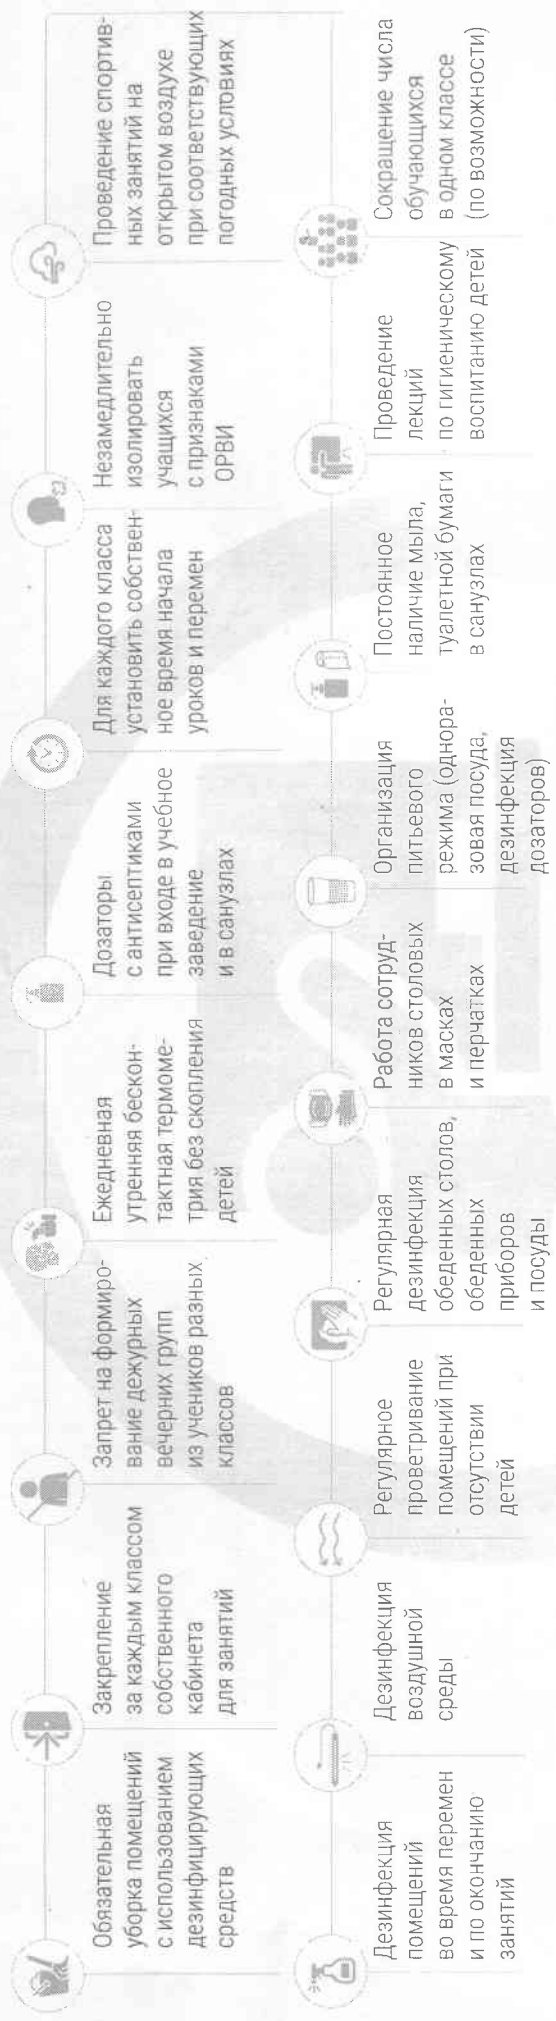 Обязательная
уборка помещений
с использованием
дезинфицирующих
средств
Закрепление
за каждым классом
собственного
кабинета
для занятий
Запрет на формиро-
вание дежурных
вечерних групп
из учеников разных
классов
Ежедневная
утренняя бескон-
тактная термоме-
трия без скопления
детей
Дозаторы
с антисептиками
при входе в учебное
заведение
и в санузлах
Для каждого класса
установить собствен-
ное время начала
уроков и перемен
Незамедлительно
изолировать
учащихся
с признаками
ОРВИ
Проведение спортив-
ных занятий на
открытом воздухе
при соответствующих
погодных условиях
Дезинфекция
помещений
во время перемен
и по окончанию
занятий
Дезинфекция
воздушной
среды
Регулярное
проветривание
помещений при
отсутствии
детей
Регулярная
дезинфекция
обеденных столов,
обеденных
приборов
и посуды
Работа сотруд-
ников столовых
в масках
и перчатках
Организация
питьевого
режима (однора-
зовая посуда,
дезинфекция
дозаторов)
Постоянное
наличие мыла,
туалетной бумаги
в санузлах
Проведение
лекций
по гигиеническому
воспитанию детей
Сокращение числа
обучающихся
в одном классе
(по возможности)